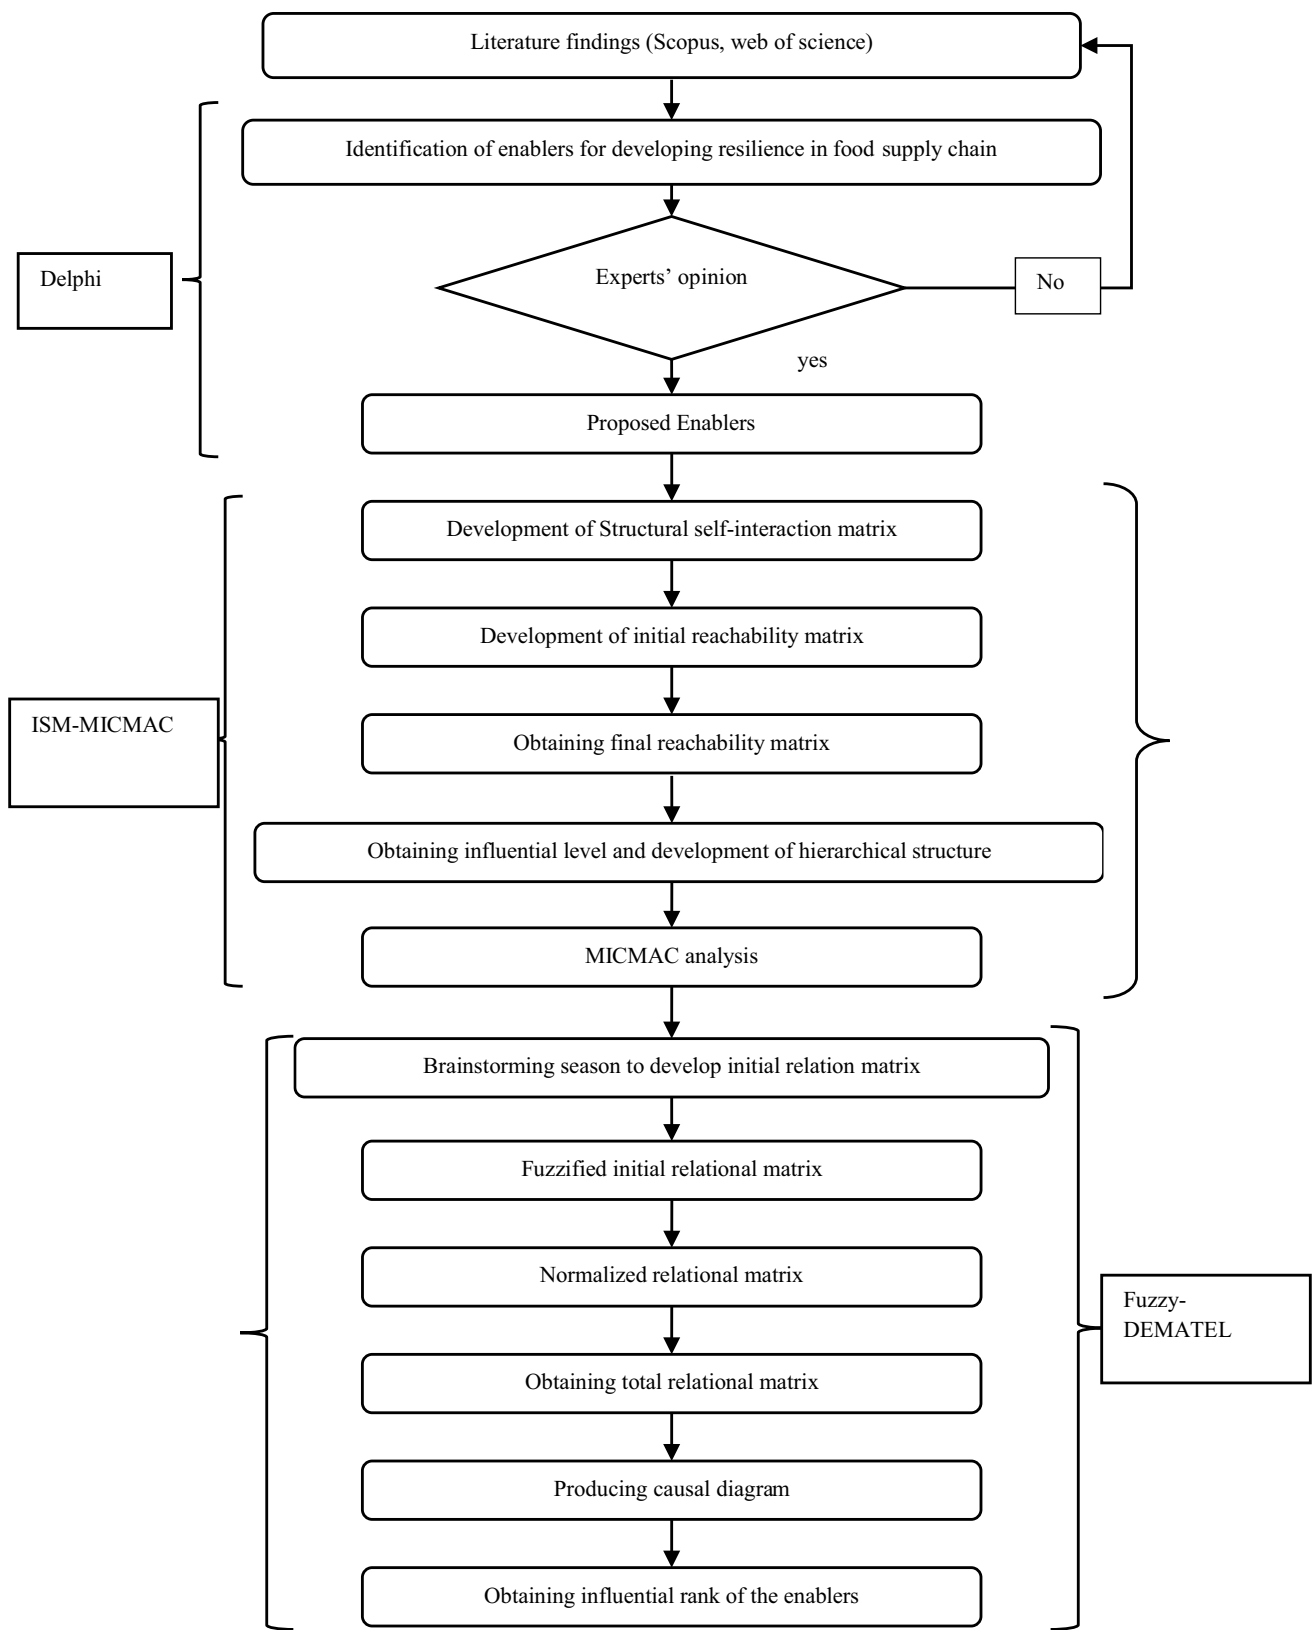 Literature findings (Scopus, web of science)
Identification of enablers for developing resilience in food supply chain
Delphi
Experts’ opinion
No
yes
Proposed Enablers
Development of Structural self-interaction matrix
Development of initial reachability matrix
ISM-MICMAC
Obtaining final reachability matrix
Obtaining influential level and development of hierarchical structure
MICMAC analysis
Brainstorming season to develop initial relation matrix
Fuzzified initial relational matrix
Normalized relational matrix
Fuzzy-
DEMATEL
Obtaining total relational matrix
Producing causal diagram
Obtaining influential rank of the enablers